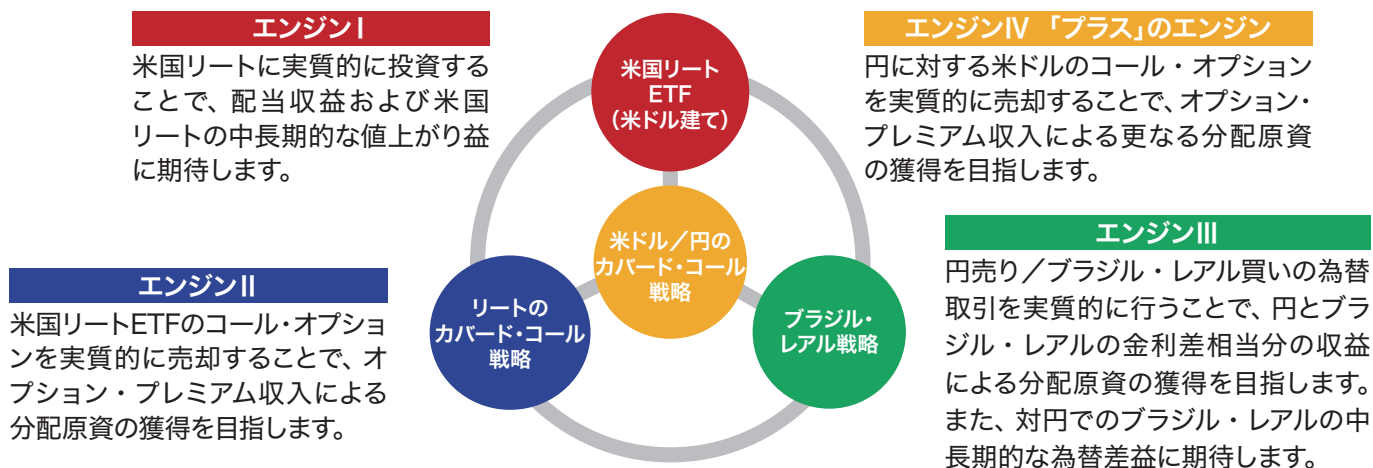 エンジンⅠ
米国リートに実質的に投資する
ことで、配当収益および米国
リートの中長期的な値上がり益
に期待します。
エンジンⅣ 「プラス」のエンジン
円に対する米ドルのコール・オプション
を実質的に売却することで、オプション・
プレミアム収入による更なる分配原資
の獲得を目指します。
米国リート
ETF
（米ドル建て）
米ドル／円の
カバード・コール
戦略
リートの
カバード・コール
戦略
ブラジル・
レアル戦略
エンジンⅡ
米国リートETFのコール・オプショ
ンを実質的に売却することで、オ
プション・プレミアム収入による
分配原資の獲得を目指します。
エンジンⅢ
円売り／ブラジル・レアル買いの為替
取引を実質的に行うことで、円とブラ
ジル・レアルの金利差相当分の収益
による分配原資の獲得を目指します。
また、対円でのブラジル・レアルの中
長期的な為替差益に期待します。